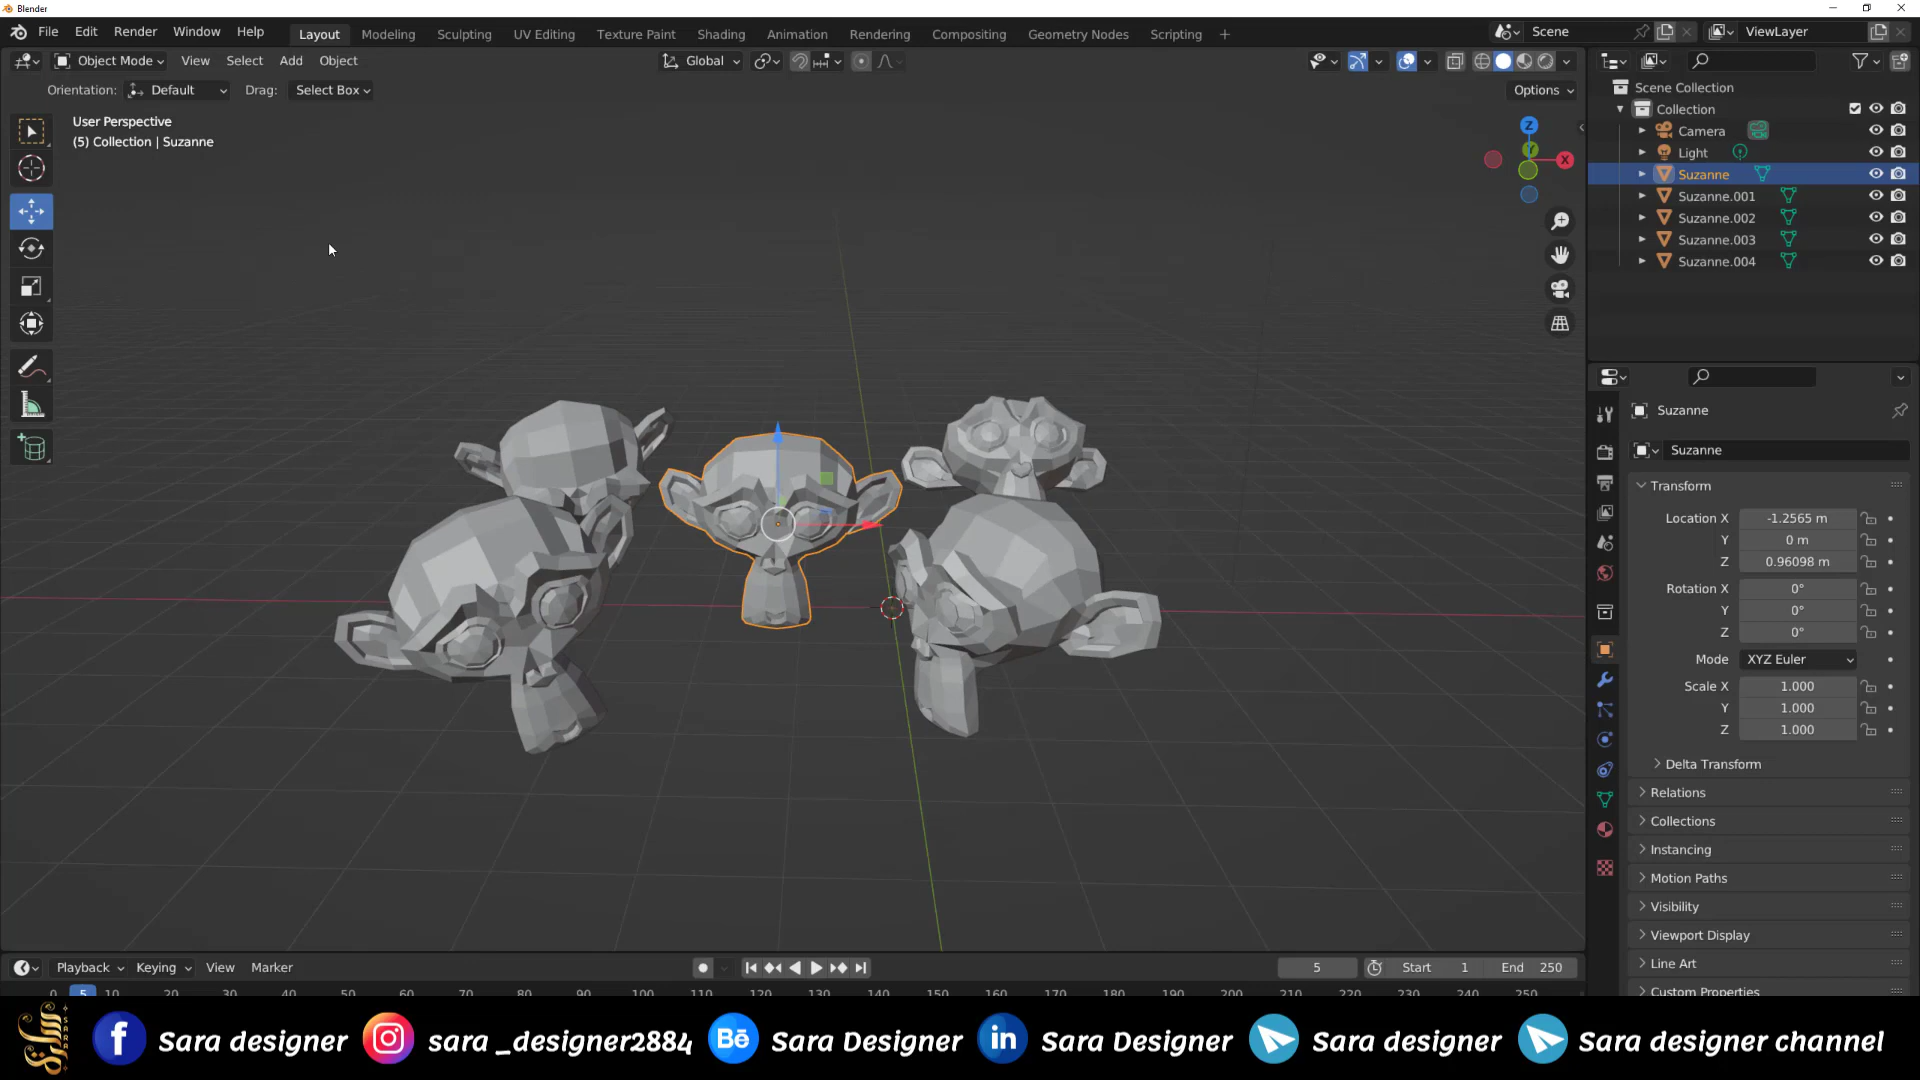 Blender
File Edit Render Window Help Layout Modeling Sculpting UV Editing Texture Paint Shading Animation Rendering Compositing Geometry Nodes Scripting + Scene ViewLayer
Object Mode View Select Add Object Global
Orientation: Default Drag: Select Box Options
User Perspective
(5) Collection | Suzanne
Z
Y
X
Scene Collection
Collection
Camera
Light
Suzanne
Suzanne.001
Suzanne.002
Suzanne.003
Suzanne.004
Suzanne
Suzanne
Transform
Location X -1.2565 m
Y 0 m
Z 0.96098 m
Rotation X 0°
Y 0°
Z 0°
Mode XYZ Euler
Scale X 1.000
Y 1.000
Z 1.000
Delta Transform
Relations
Collections
Instancing
Motion Paths
Visibility
Viewport Display
Line Art
Custom Properties
Playback Keying View Marker 5 Start 1 End 250
0 5 10 20 30 40 50 60 70 80 90 100 110 120 130 140 150 160 170 180 190 200 210 220 230 240 250
Sara designer sara _designer2884 Bē Sara Designer in Sara Designer Sara designer Sara designer channel